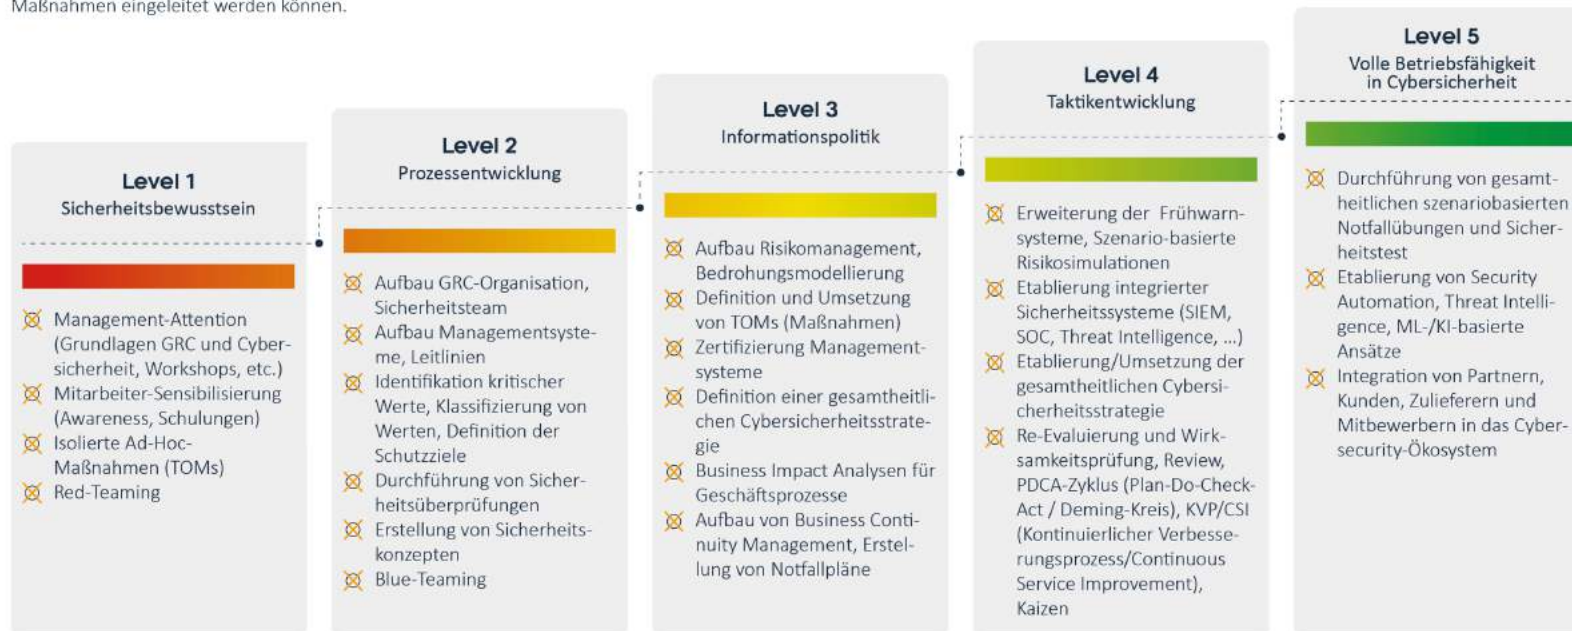 Maßnahmen eingeleitet werden können.
Level 1
Sicherheitsbewusstsein
Management-Attention
(Grundlagen GRC und Cyber-
sicherheit, Workshops, etc.)
Mitarbeiter-Sensibilisierung
(Awareness, Schulungen)
Isolierte Ad-Hoc-
Maßnahmen (TOMs)
Red-Teaming
Level 2
Prozessentwicklung
Aufbau GRC-Organisation,
Sicherheitsteam
Aufbau Managementsyste-
me, Leitlinien
Identifikation kritischer
Werte, Klassifizierung von
Werten, Definition der
Schutzziele
Durchführung von Sicher-
heitsüberprüfungen
Erstellung von Sicherheits-
konzepten
Blue-Teaming
Level 3
Informationspolitik
Aufbau Risikomanagement,
Bedrohungsmodellierung
Definition und Umsetzung
von TOMs (Maßnahmen)
Zertifizierung Management-
systeme
Definition einer gesamtheitli-
chen Cybersicherheitsstrate-
gie
Business Impact Analysen für
Geschäftsprozesse
Aufbau von Business Conti-
nuity Management, Erstel-
lung von Notfallpläne
Level 4
Taktikentwicklung
Erweiterung der Frühwarn-
systeme, Szenario-basierte
Risikosimulationen
Etablierung integrierter
Sicherheitssysteme (SIEM,
SOC, Threat Intelligence, ...)
Etablierung/Umsetzung der
gesamtheitlichen Cybersi-
cherheitsstrategie
Re-Evaluierung und Wirk-
samkeitsprüfung, Review,
PDCA-Zyklus (Plan-Do-Check-
Act / Deming-Kreis), KVP/CSI
(Kontinuierlicher Verbesse-
rungsprozess/Continuous
Service Improvement),
Kaizen
Level 5
Volle Betriebsfähigkeit
in Cybersicherheit
Durchführung von gesamt-
heitlichen szenariobasierten
Notfallübungen und Sicher-
heitstest
Etablierung von Security
Automation, Threat Intelli-
gence, ML-/KI-basierte
Ansätze
Integration von Partnern,
Kunden, Zulieferern und
Mitbewerbern in das Cyber-
security-Ökosystem